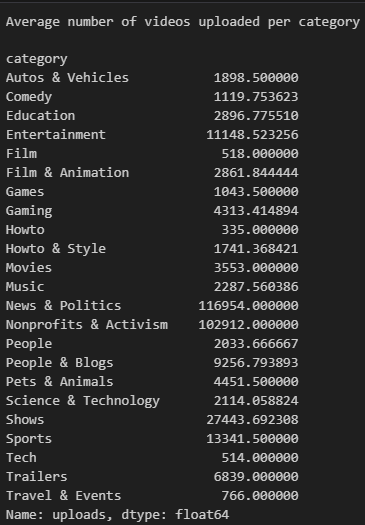 Average number of videos uploaded per category
category
Autos & Vehicles 1898.500000
Comedy 1119.753623
Education 2896.775510
Entertainment 11148.523256
Film 518.000000
Film & Animation 2861.844444
Games 1043.500000
Gaming 4313.414894
Howto 335.000000
Howto & Style 1741.368421
Movies 3553.000000
Music 2287.560386
News & Politics 116954.000000
Nonprofits & Activism 102912.000000
People 2033.666667
People & Blogs 9256.793893
Pets & Animals 4451.500000
Science & Technology 2114.058824
Shows 27443.692308
Sports 13341.500000
Tech 514.000000
Trailers 6839.000000
Travel & Events 766.000000
Name: uploads, dtype: float64